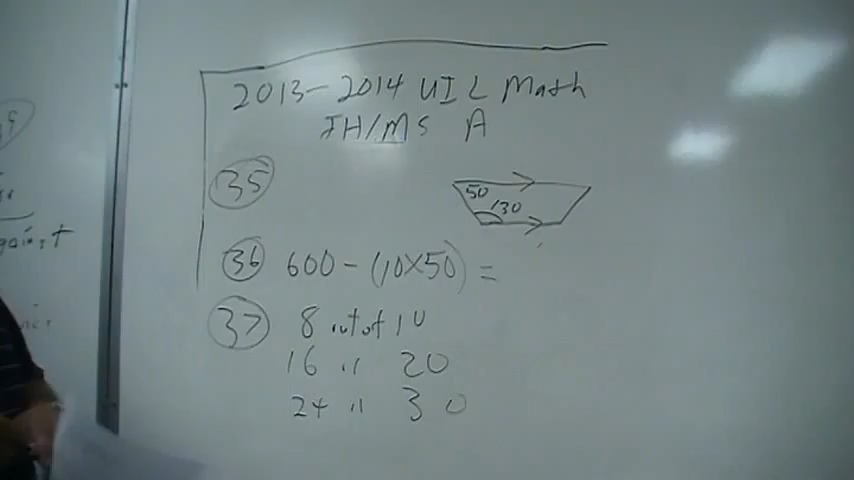 2013-2014 UIL Math
JH/MS A
35
50
130
36 600-(10×50)=
37 8 out of 10
16 " 20
24 " 30